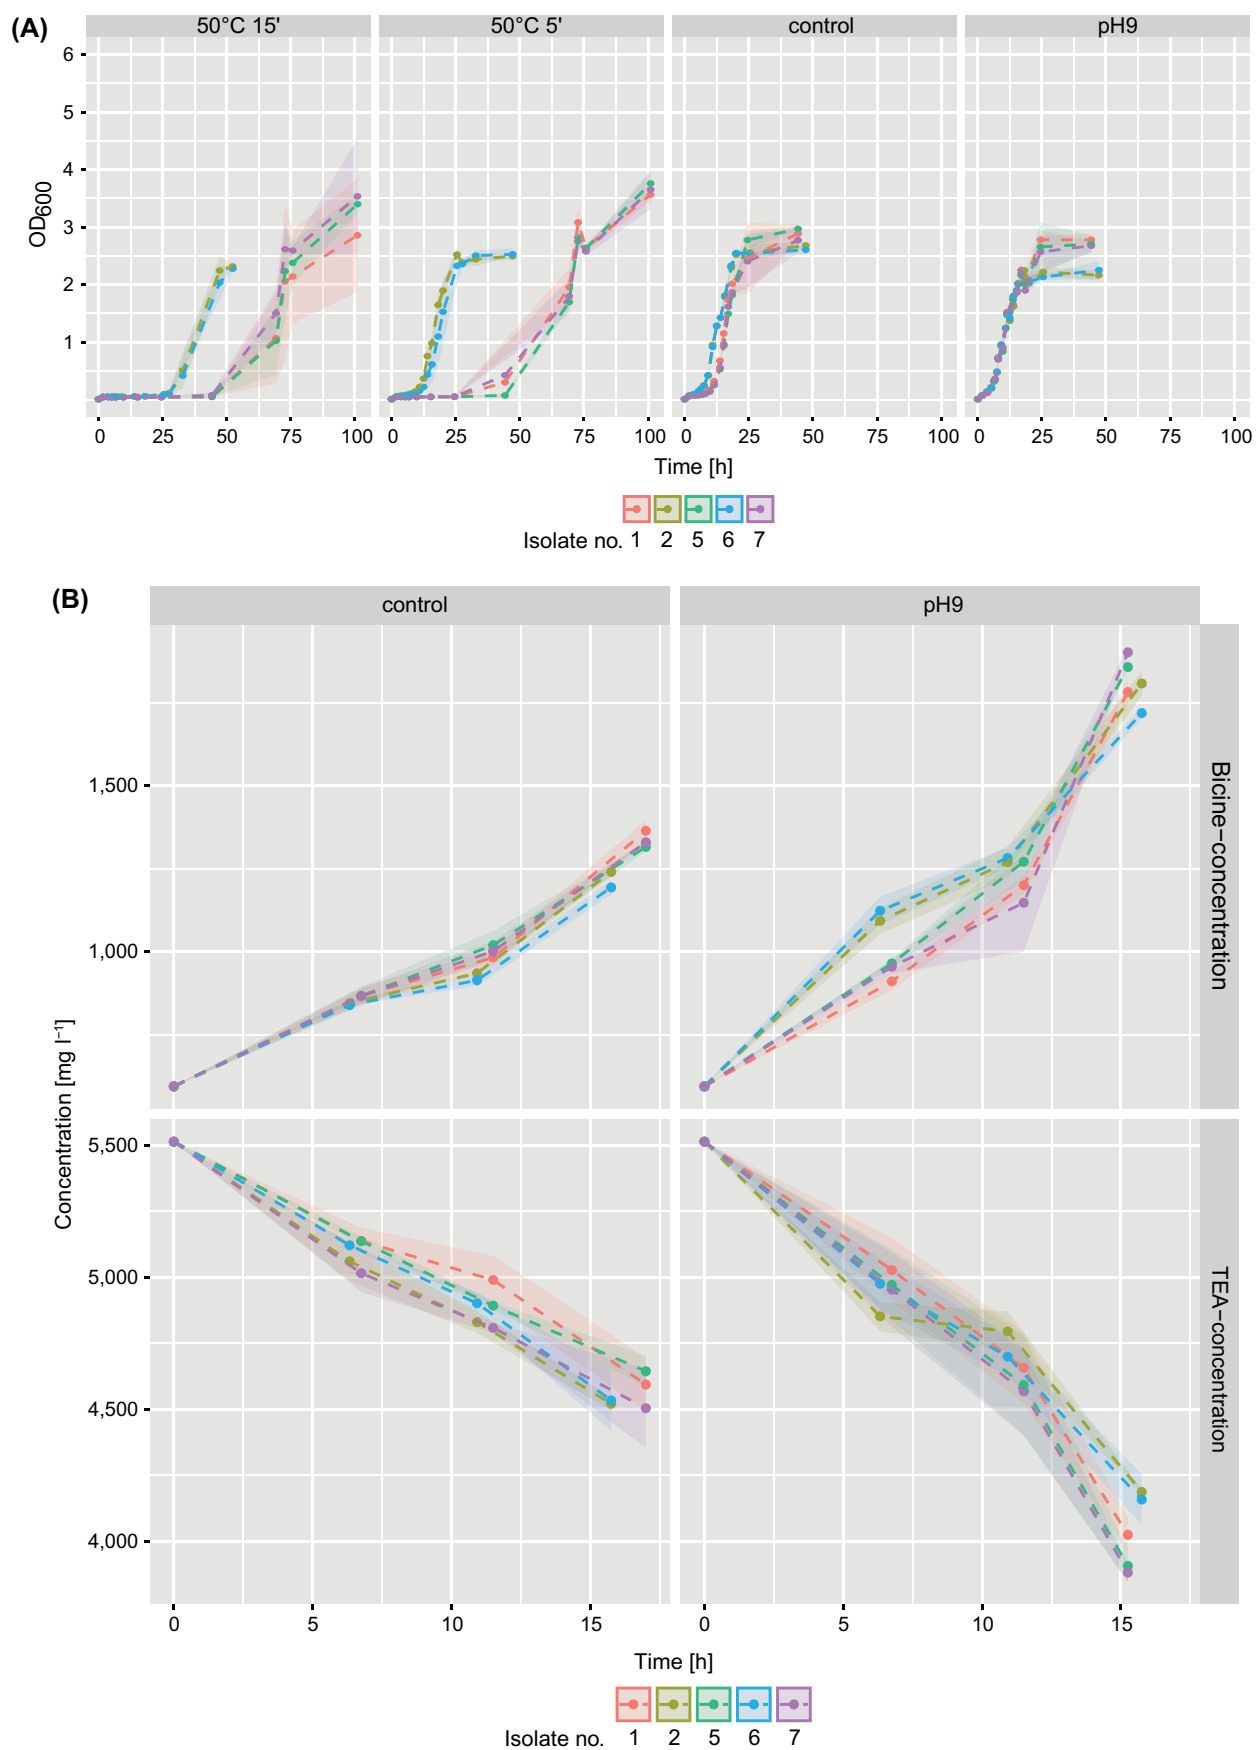 (A)
50°C 15' 50°C 5' control pH9
6
5
4
3
2
1
OD600
0 25 50 75 100 0 25 50 75 100 0 25 50 75 100 0 25 50 75 100
Time [h]
Isolate no. 1 2 5 6 7
(B)
control pH9
1,500
1,000
Bicine−concentration
Concentration [mg l⁻¹]
5,500
5,000
4,500
4,000
TEA−concentration
0 5 10 15 0 5 10 15
Time [h]
Isolate no. 1 2 5 6 7